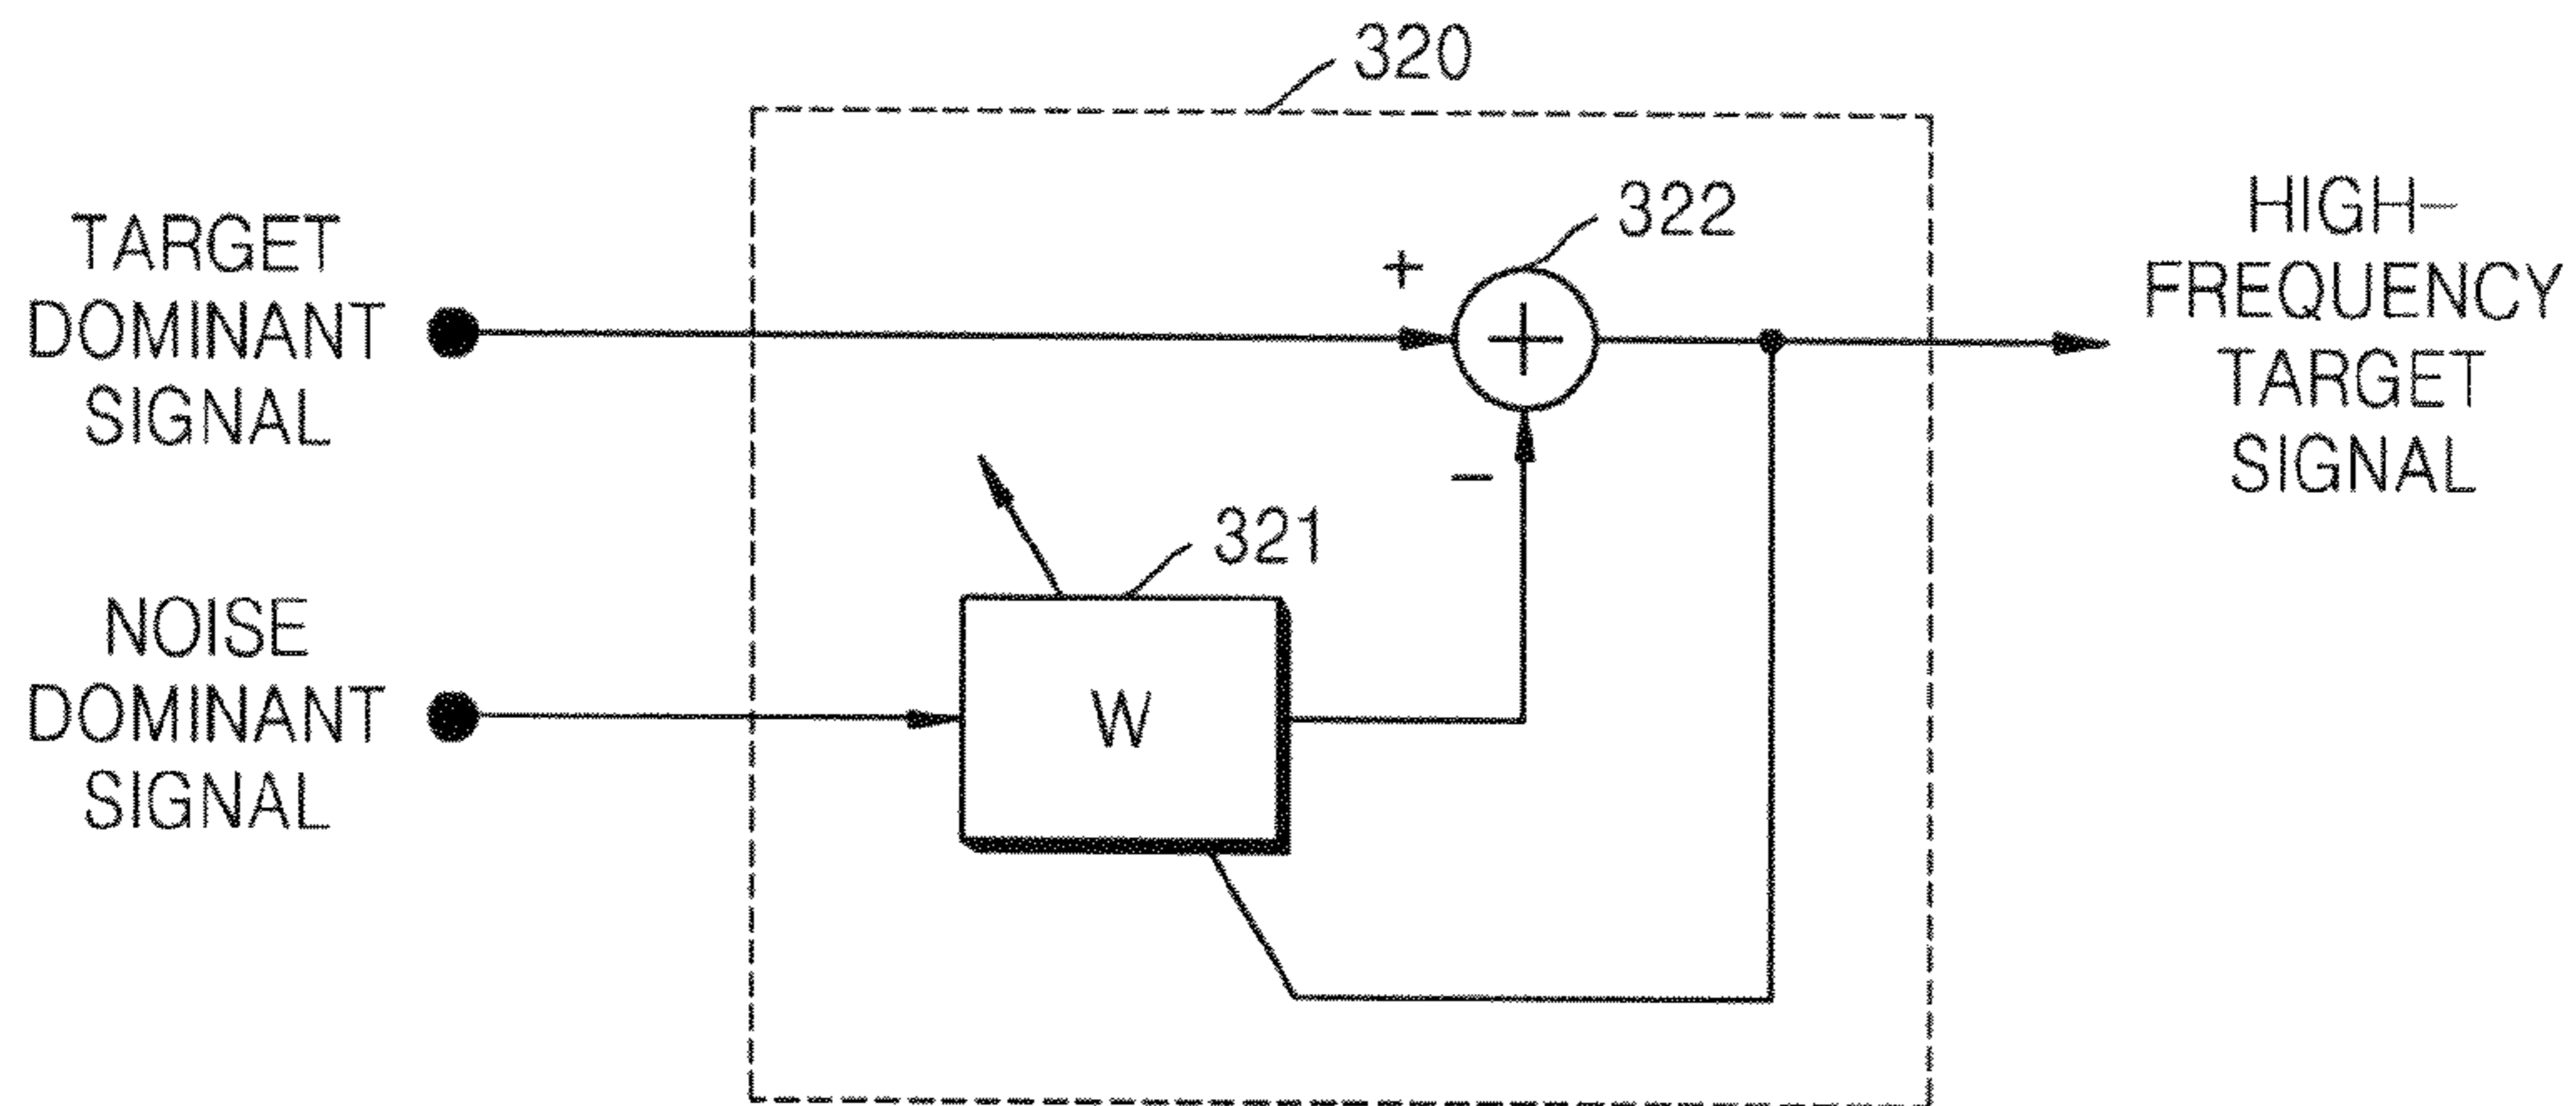 320
322
+
TARGET
DOMINANT
SIGNAL
+
HIGH-
FREQUENCY
TARGET
SIGNAL
−
321
NOISE
DOMINANT
SIGNAL
W